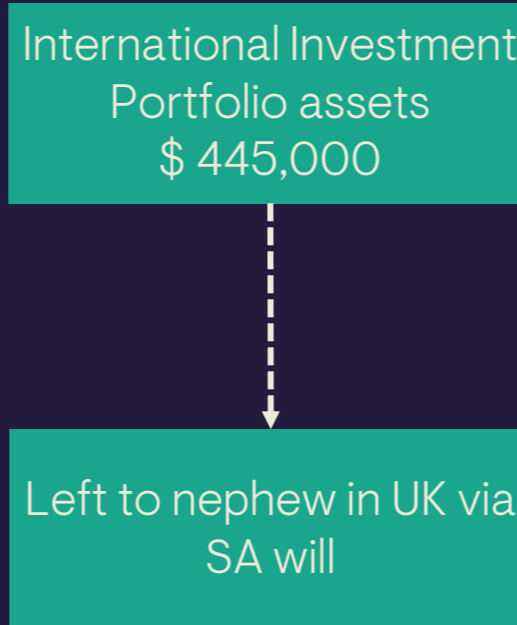 International Investment
Portfolio assets
$ 445,000
Left to nephew in UK via
SA will